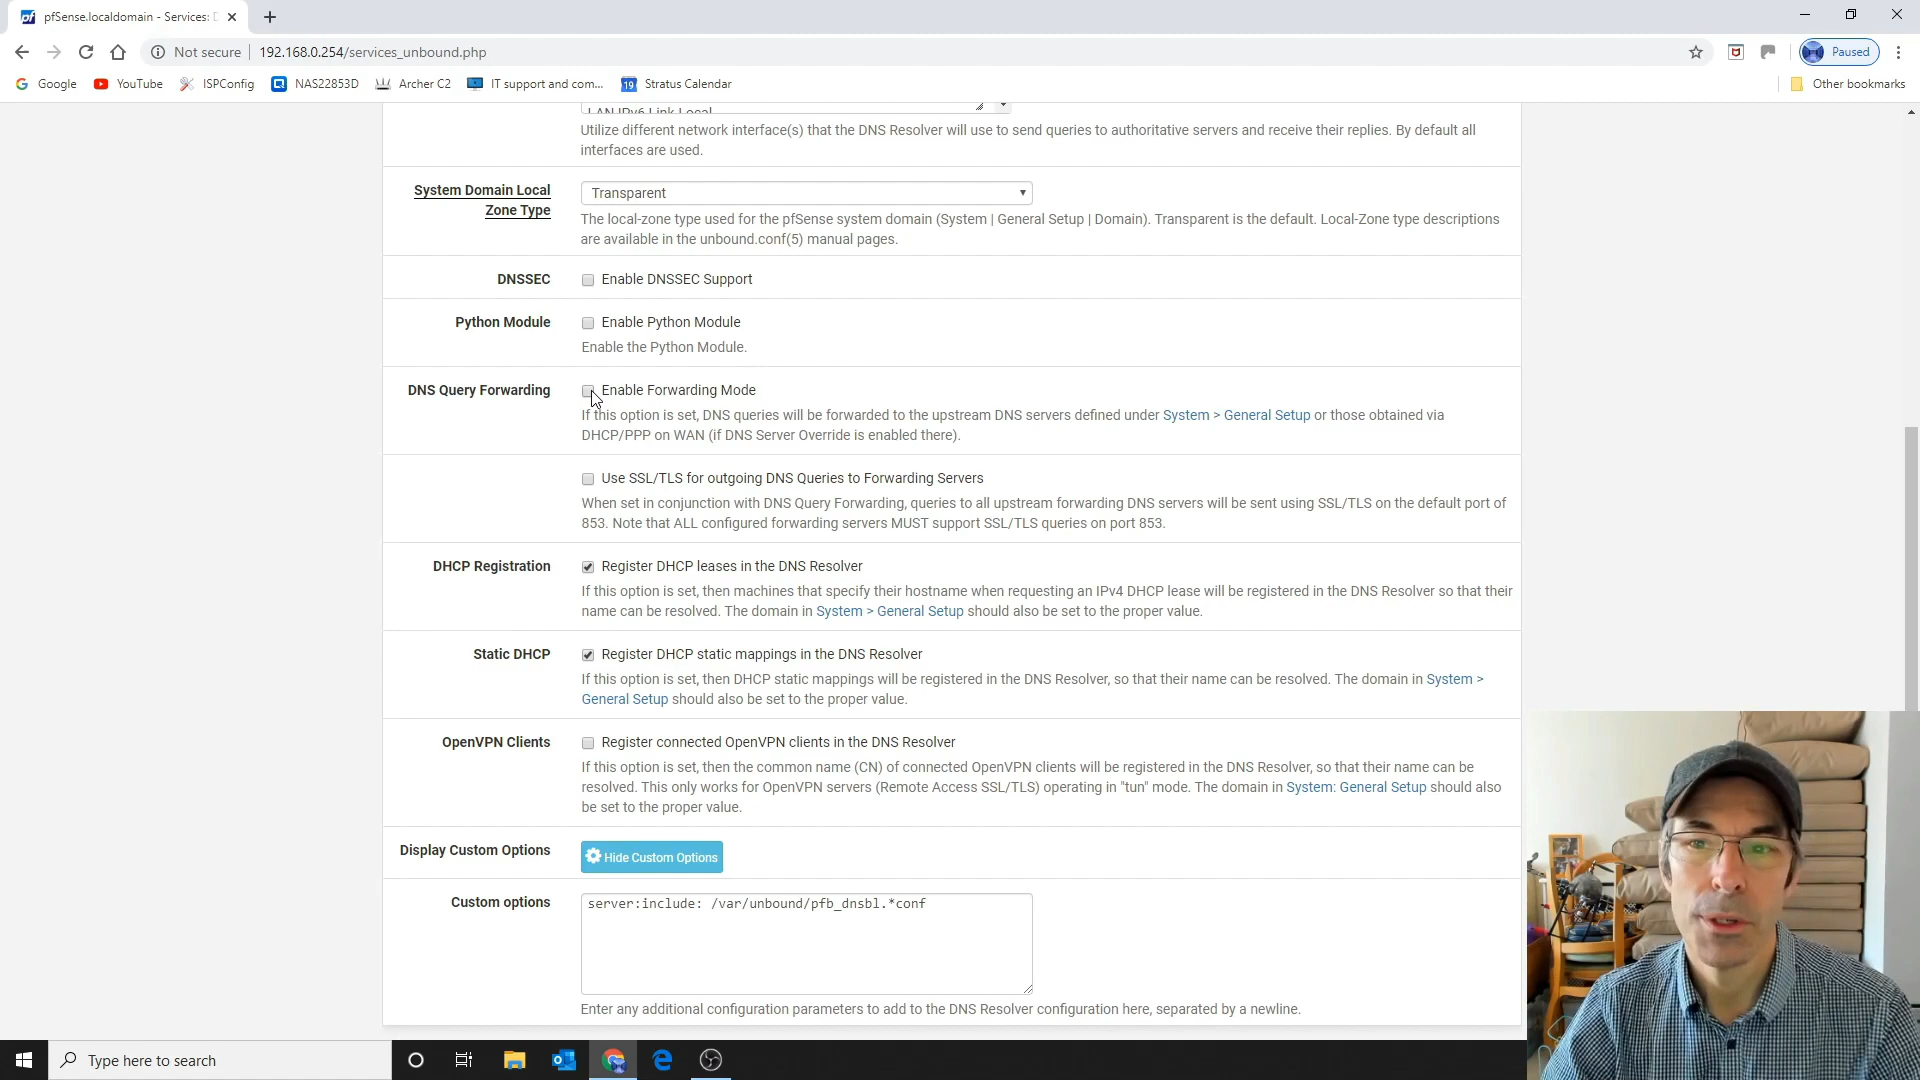 pfSense.localdomain - Services: D
Not secure
192.168.0.254/services_unbound.php
Paused
Google
YouTube
ISPConfig
NAS22853D
Archer C2
IT support and com...
19
Stratus Calendar
Other bookmarks
LAN IPv6 Link Local
Utilize different network interface(s) that the DNS Resolver will use to send queries to authoritative servers and receive their replies. By default all
interfaces are used.
System Domain Local
Zone Type
Transparent
The local-zone type used for the pfSense system domain (System | General Setup | Domain). Transparent is the default. Local-Zone type descriptions
are available in the unbound.conf(5) manual pages.
DNSSEC
Enable DNSSEC Support
Python Module
Enable Python Module
Enable the Python Module.
DNS Query Forwarding
Enable Forwarding Mode
If this option is set, DNS queries will be forwarded to the upstream DNS servers defined under System > General Setup or those obtained via
DHCP/PPP on WAN (if DNS Server Override is enabled there).
Use SSL/TLS for outgoing DNS Queries to Forwarding Servers
When set in conjunction with DNS Query Forwarding, queries to all upstream forwarding DNS servers will be sent using SSL/TLS on the default port of
853. Note that ALL configured forwarding servers MUST support SSL/TLS queries on port 853.
DHCP Registration
Register DHCP leases in the DNS Resolver
If this option is set, then machines that specify their hostname when requesting an IPv4 DHCP lease will be registered in the DNS Resolver so that their
name can be resolved. The domain in System > General Setup should also be set to the proper value.
Static DHCP
Register DHCP static mappings in the DNS Resolver
If this option is set, then DHCP static mappings will be registered in the DNS Resolver, so that their name can be resolved. The domain in System >
General Setup should also be set to the proper value.
OpenVPN Clients
Register connected OpenVPN clients in the DNS Resolver
If this option is set, then the common name (CN) of connected OpenVPN clients will be registered in the DNS Resolver, so that their name can be
resolved. This only works for OpenVPN servers (Remote Access SSL/TLS) operating in "tun" mode. The domain in System: General Setup should also
be set to the proper value.
Display Custom Options
Hide Custom Options
Custom options
server:include: /var/unbound/pfb_dnsbl.*conf
Enter any additional configuration parameters to add to the DNS Resolver configuration here, separated by a newline.
Type here to search